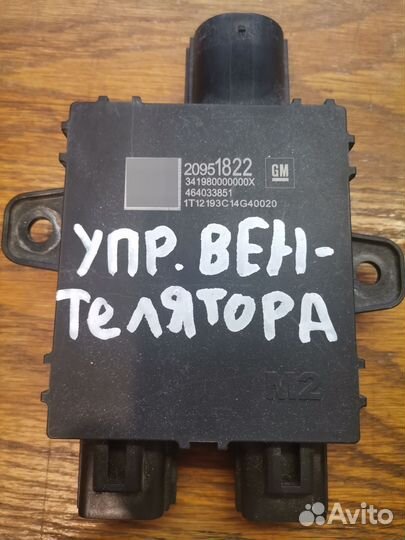 20951822
GM
341980000000X
464033851
1T12193C14G40020
УПР. ВЕН-
ТЕЛЯТОРА
M2
Avito